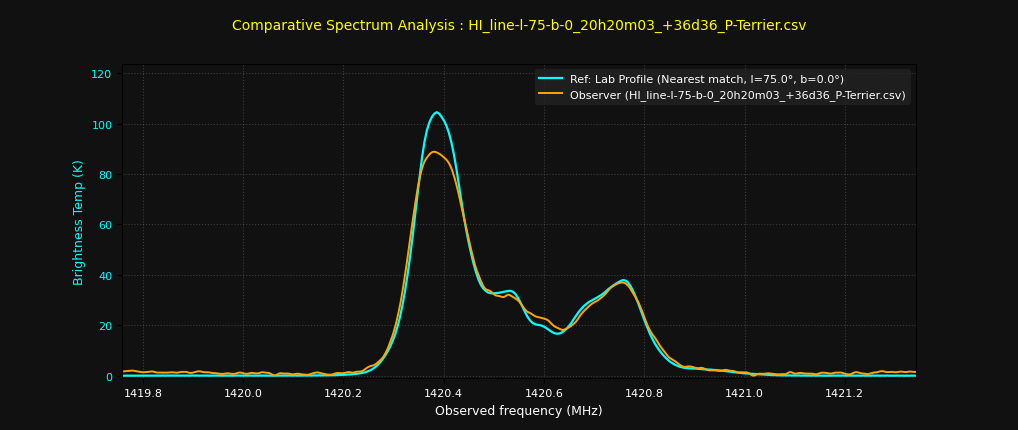 Comparative Spectrum Analysis : HI_line-l-75-b-0_20h20m03_+36d36_P-Terrier.csv
Ref: Lab Profile (Nearest match, l=75.0°, b=0.0°)
Observer (HI_line-l-75-b-0_20h20m03_+36d36_P-Terrier.csv)
Brightness Temp (K)
120
100
80
60
40
20
0
1419.8 1420.0 1420.2 1420.4 1420.6 1420.8 1421.0 1421.2
Observed frequency (MHz)